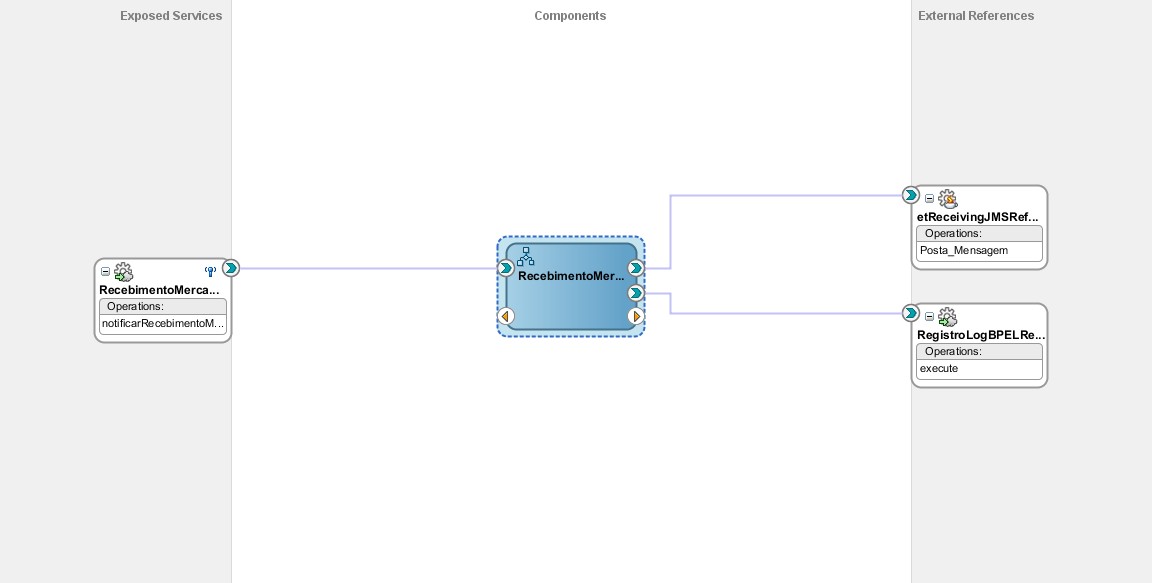 Exposed Services
Components
External References
RecebimentoMerca...
Operations:
notificarRecebimentoM...
RecebimentoMer...
etReceivingJMSRef...
Operations:
Posta_Mensagem
RegistroLogBPELRe...
Operations:
execute